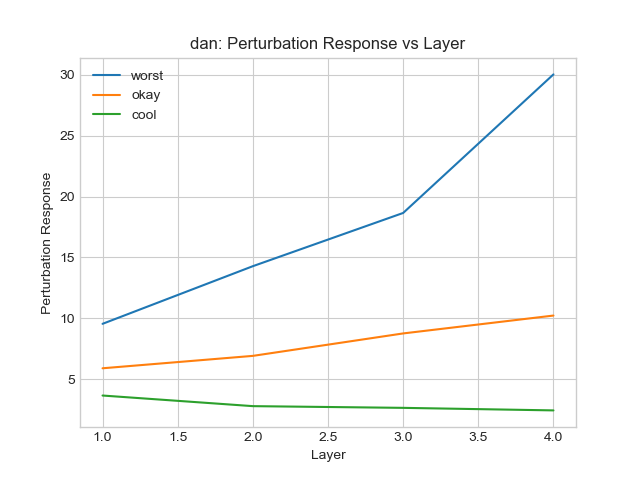 dan: Perturbation Response vs Layer
worst
okay
cool
30
25
20
15
10
5
Perturbation Response
1.0 1.5 2.0 2.5 3.0 3.5 4.0
Layer